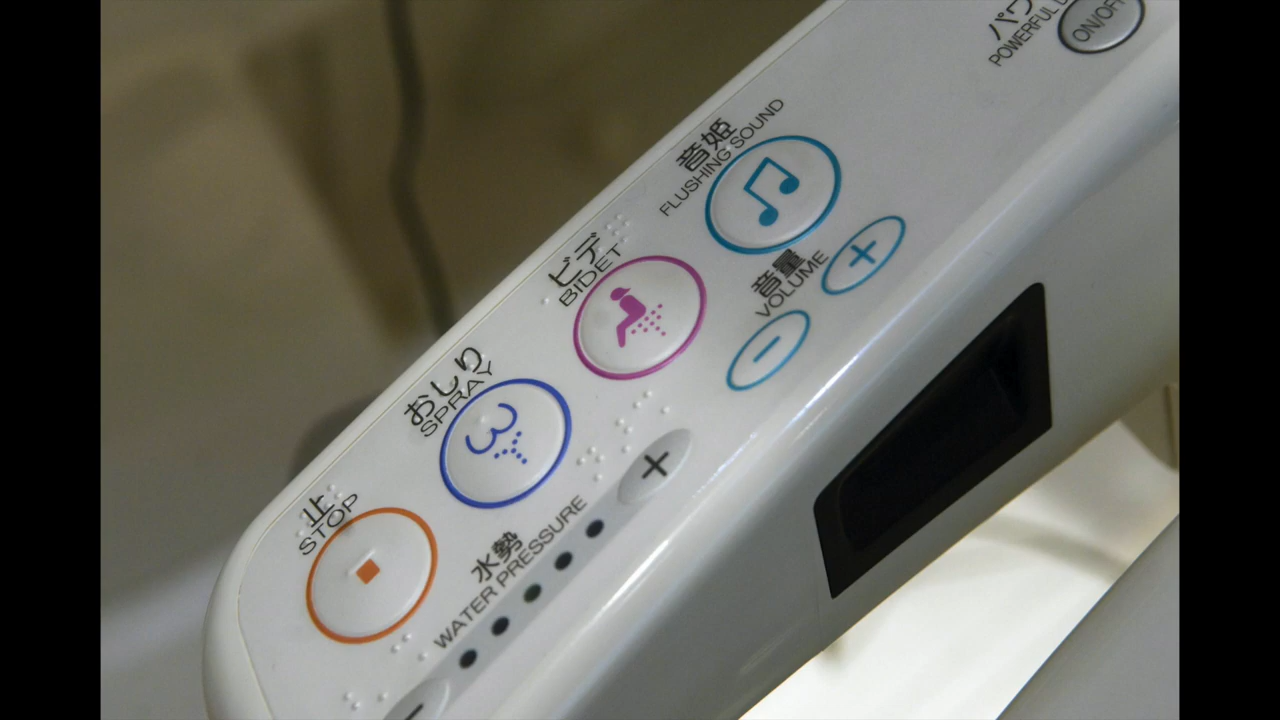 止
STOP
おしり
SPRAY
ビデ
BIDET
音姫
FLUSHING SOUND
水勢
WATER PRESSURE
+
−
音量
VOLUME
+
−
POWERFUL
ON/OFF